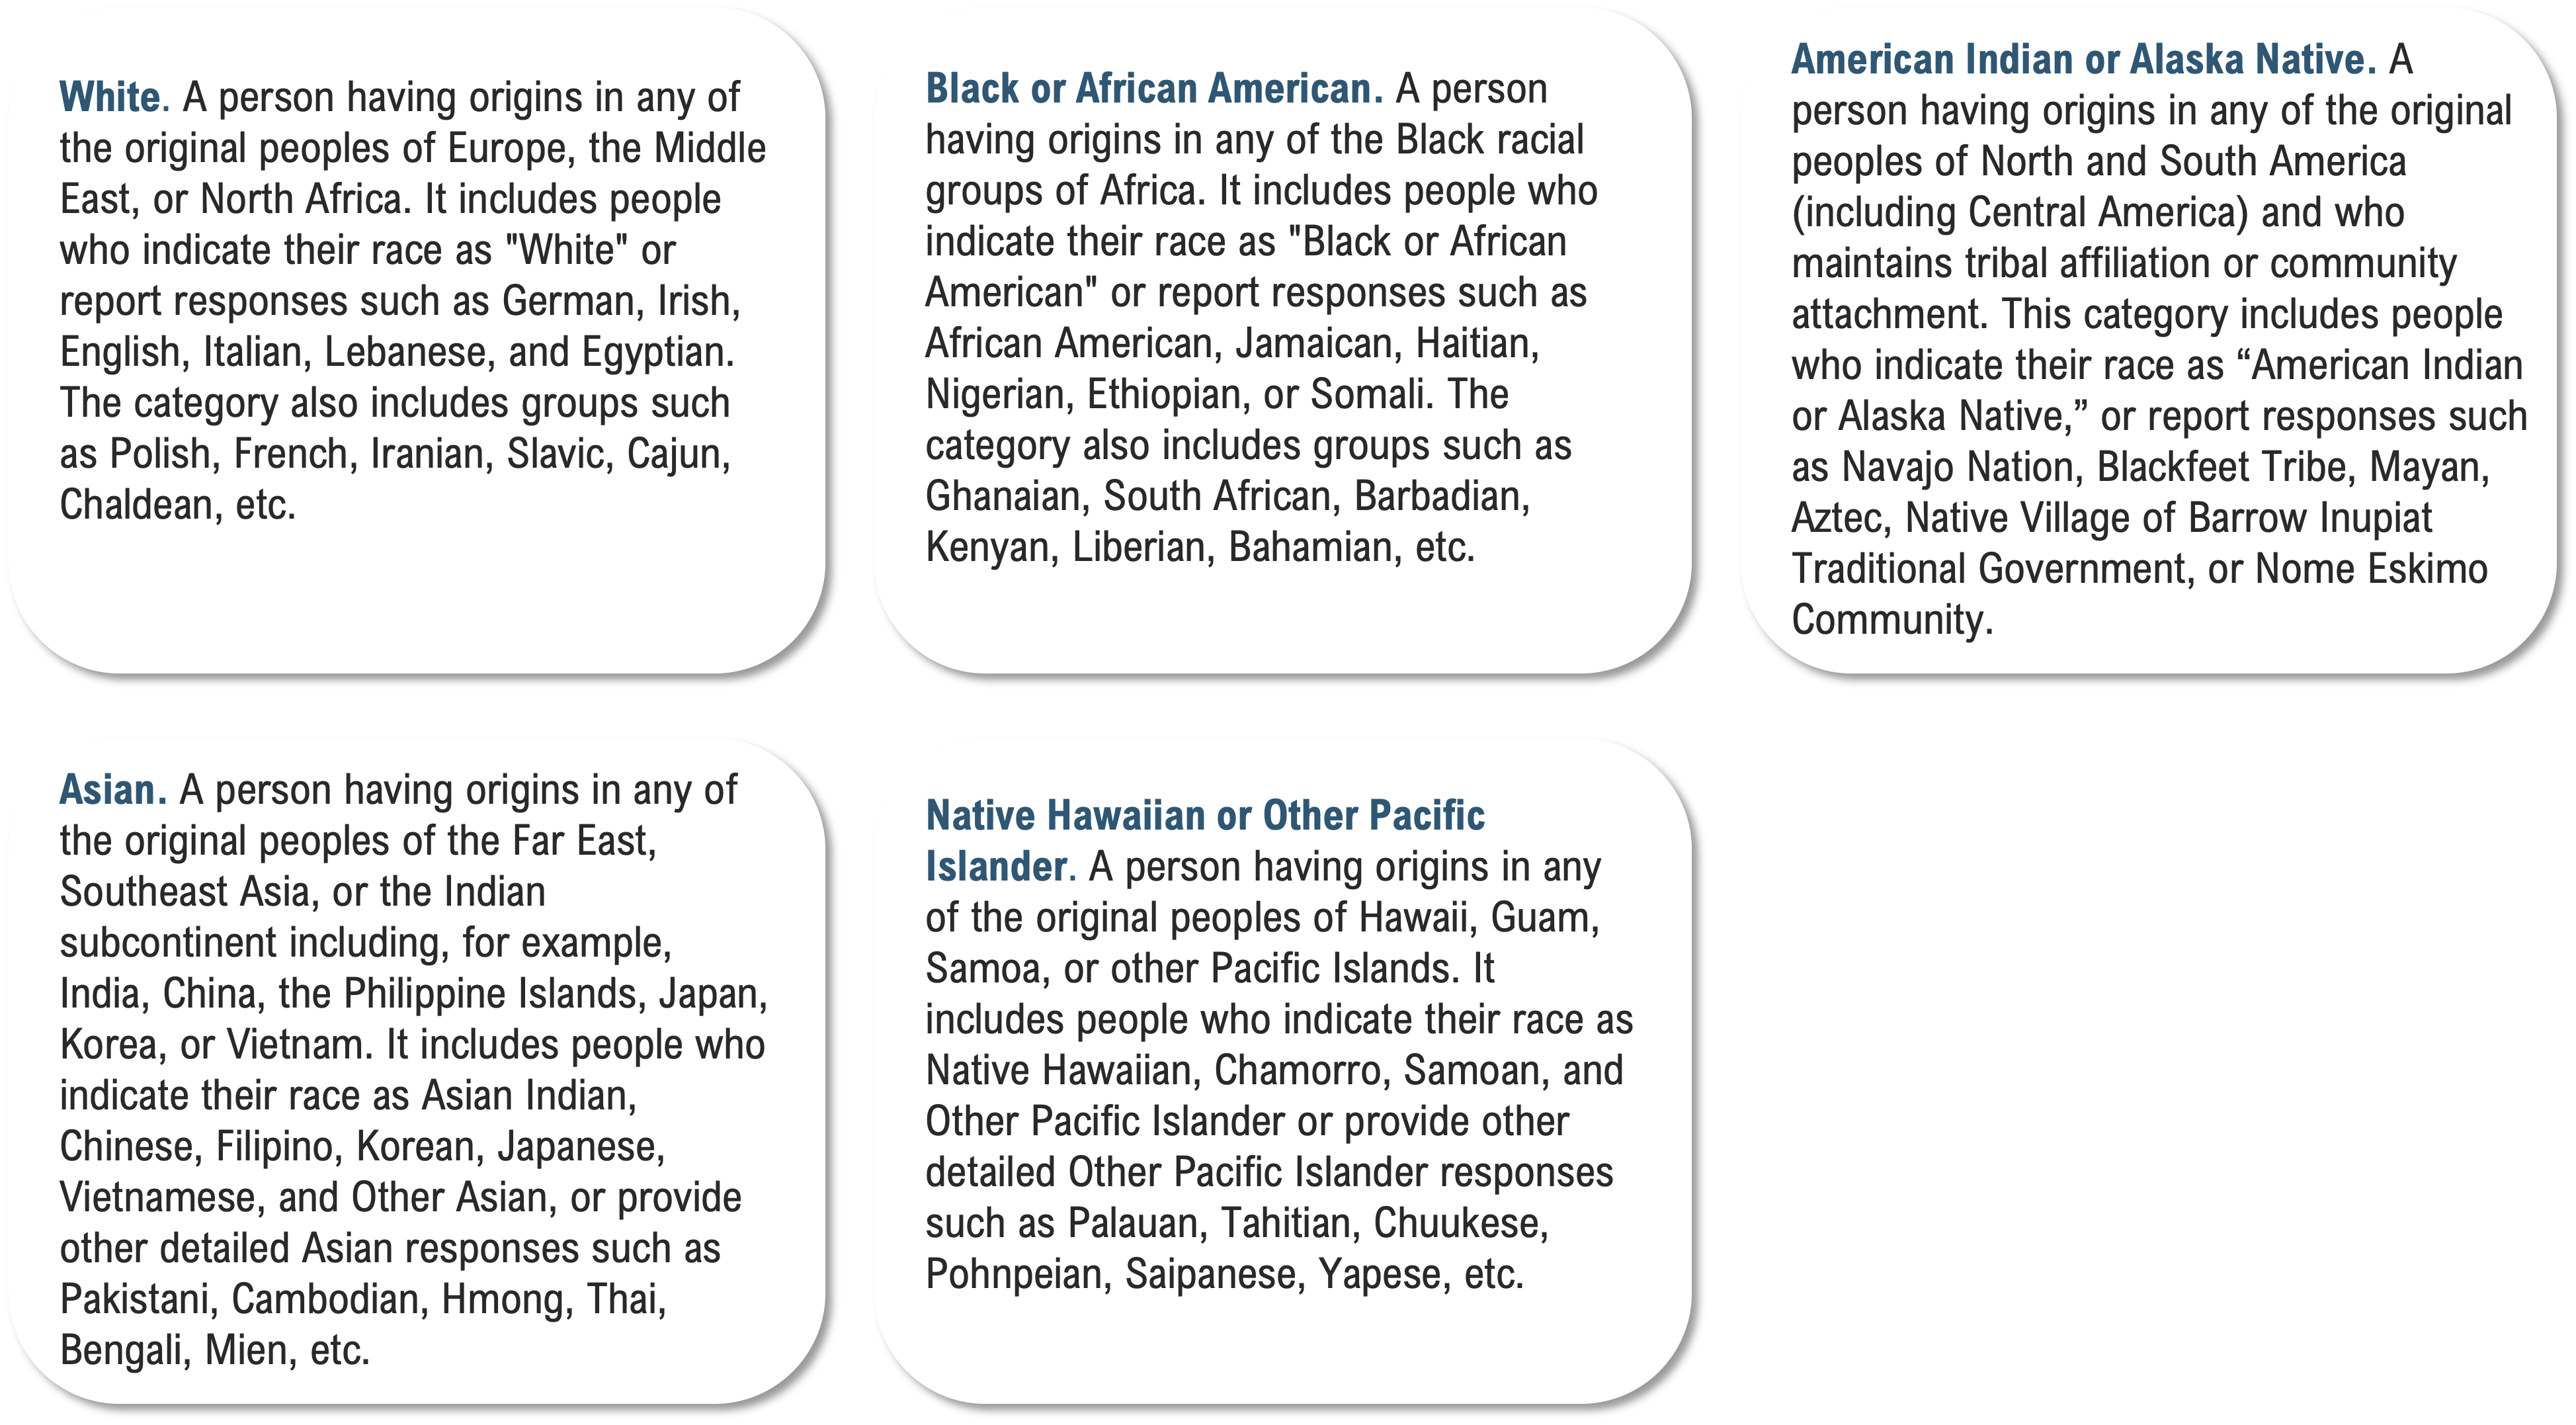 White. A person having origins in any of
the original peoples of Europe, the Middle
East, or North Africa. It includes people
who indicate their race as "White" or
report responses such as German, Irish,
English, Italian, Lebanese, and Egyptian.
The category also includes groups such
as Polish, French, Iranian, Slavic, Cajun,
Chaldean, etc.
Black or African American. A person
having origins in any of the Black racial
groups of Africa. It includes people who
indicate their race as "Black or African
American" or report responses such as
African American, Jamaican, Haitian,
Nigerian, Ethiopian, or Somali. The
category also includes groups such as
Ghanaian, South African, Barbadian,
Kenyan, Liberian, Bahamian, etc.
American Indian or Alaska Native. A
person having origins in any of the original
peoples of North and South America
(including Central America) and who
maintains tribal affiliation or community
attachment. This category includes people
who indicate their race as “American Indian
or Alaska Native,” or report responses such
as Navajo Nation, Blackfeet Tribe, Mayan,
Aztec, Native Village of Barrow Inupiat
Traditional Government, or Nome Eskimo
Community.
Asian. A person having origins in any of
the original peoples of the Far East,
Southeast Asia, or the Indian
subcontinent including, for example,
India, China, the Philippine Islands, Japan,
Korea, or Vietnam. It includes people who
indicate their race as Asian Indian,
Chinese, Filipino, Korean, Japanese,
Vietnamese, and Other Asian, or provide
other detailed Asian responses such as
Pakistani, Cambodian, Hmong, Thai,
Bengali, Mien, etc.
Native Hawaiian or Other Pacific
Islander. A person having origins in any
of the original peoples of Hawaii, Guam,
Samoa, or other Pacific Islands. It
includes people who indicate their race as
Native Hawaiian, Chamorro, Samoan, and
Other Pacific Islander or provide other
detailed Other Pacific Islander responses
such as Palauan, Tahitian, Chuukese,
Pohnpeian, Saipanese, Yapese, etc.